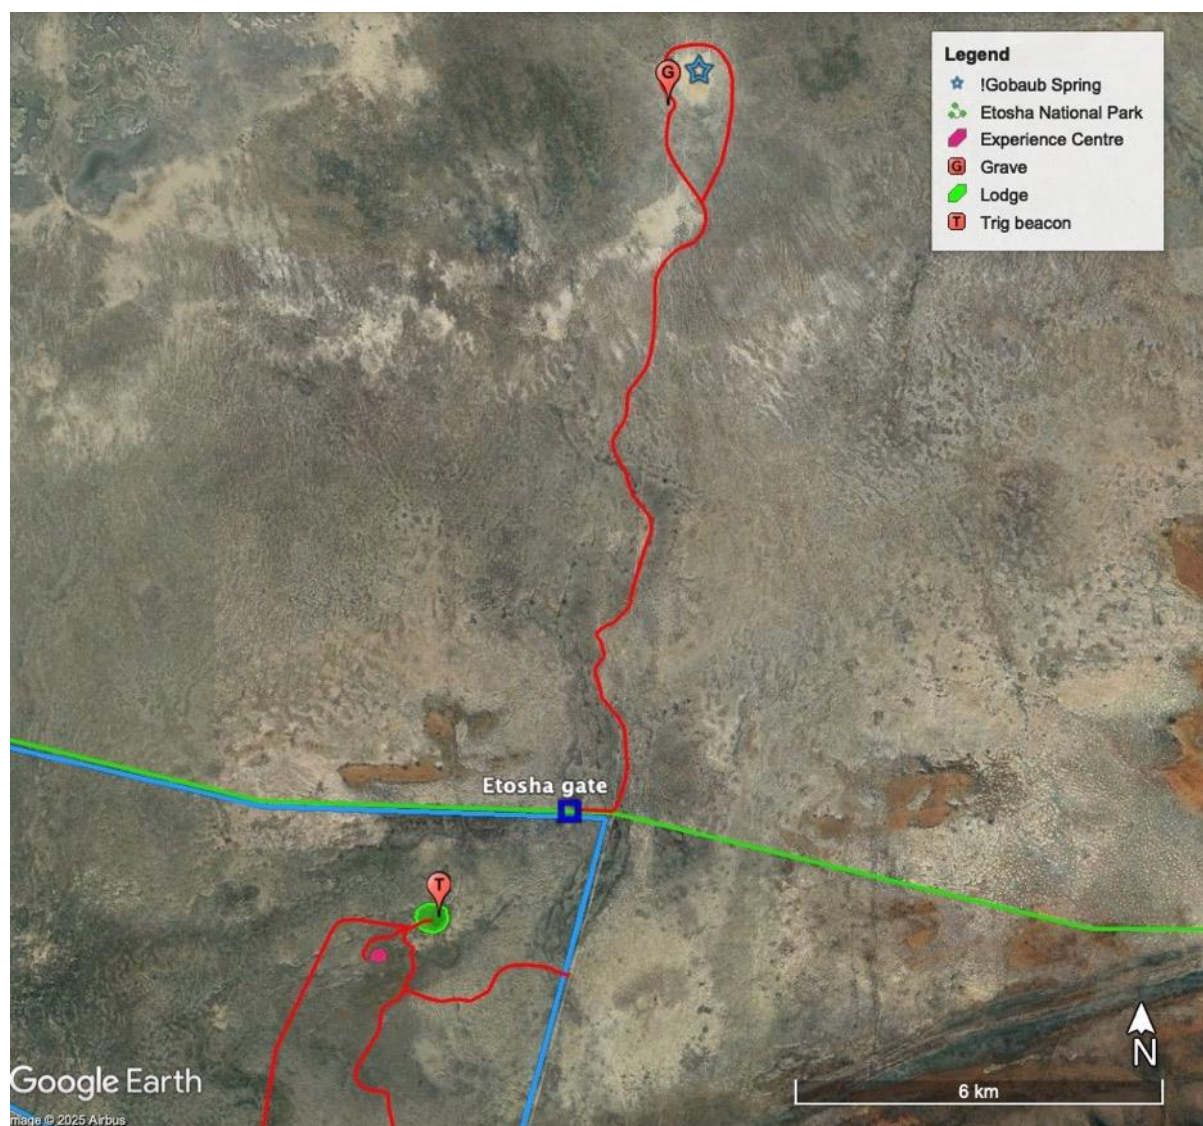 Legend
!Gobaub Spring
Etosha National Park
Experience Centre
G Grave
Lodge
T Trig beacon
G
Etosha gate
T
N
6 km
Google Earth
mage © 2025 Airbus